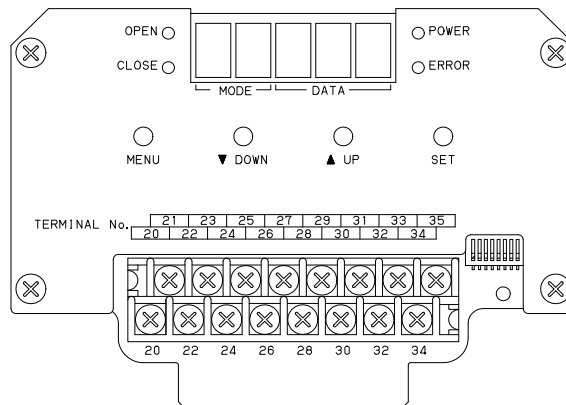 OPEN POWER
CLOSE ERROR
MODE DATA
MENU ▼ DOWN ▲ UP SET
21 23 25 27 29 31 33 35
TERMINAL No.
20 22 24 26 28 30 32 34
20 22 24 26 28 30 32 34